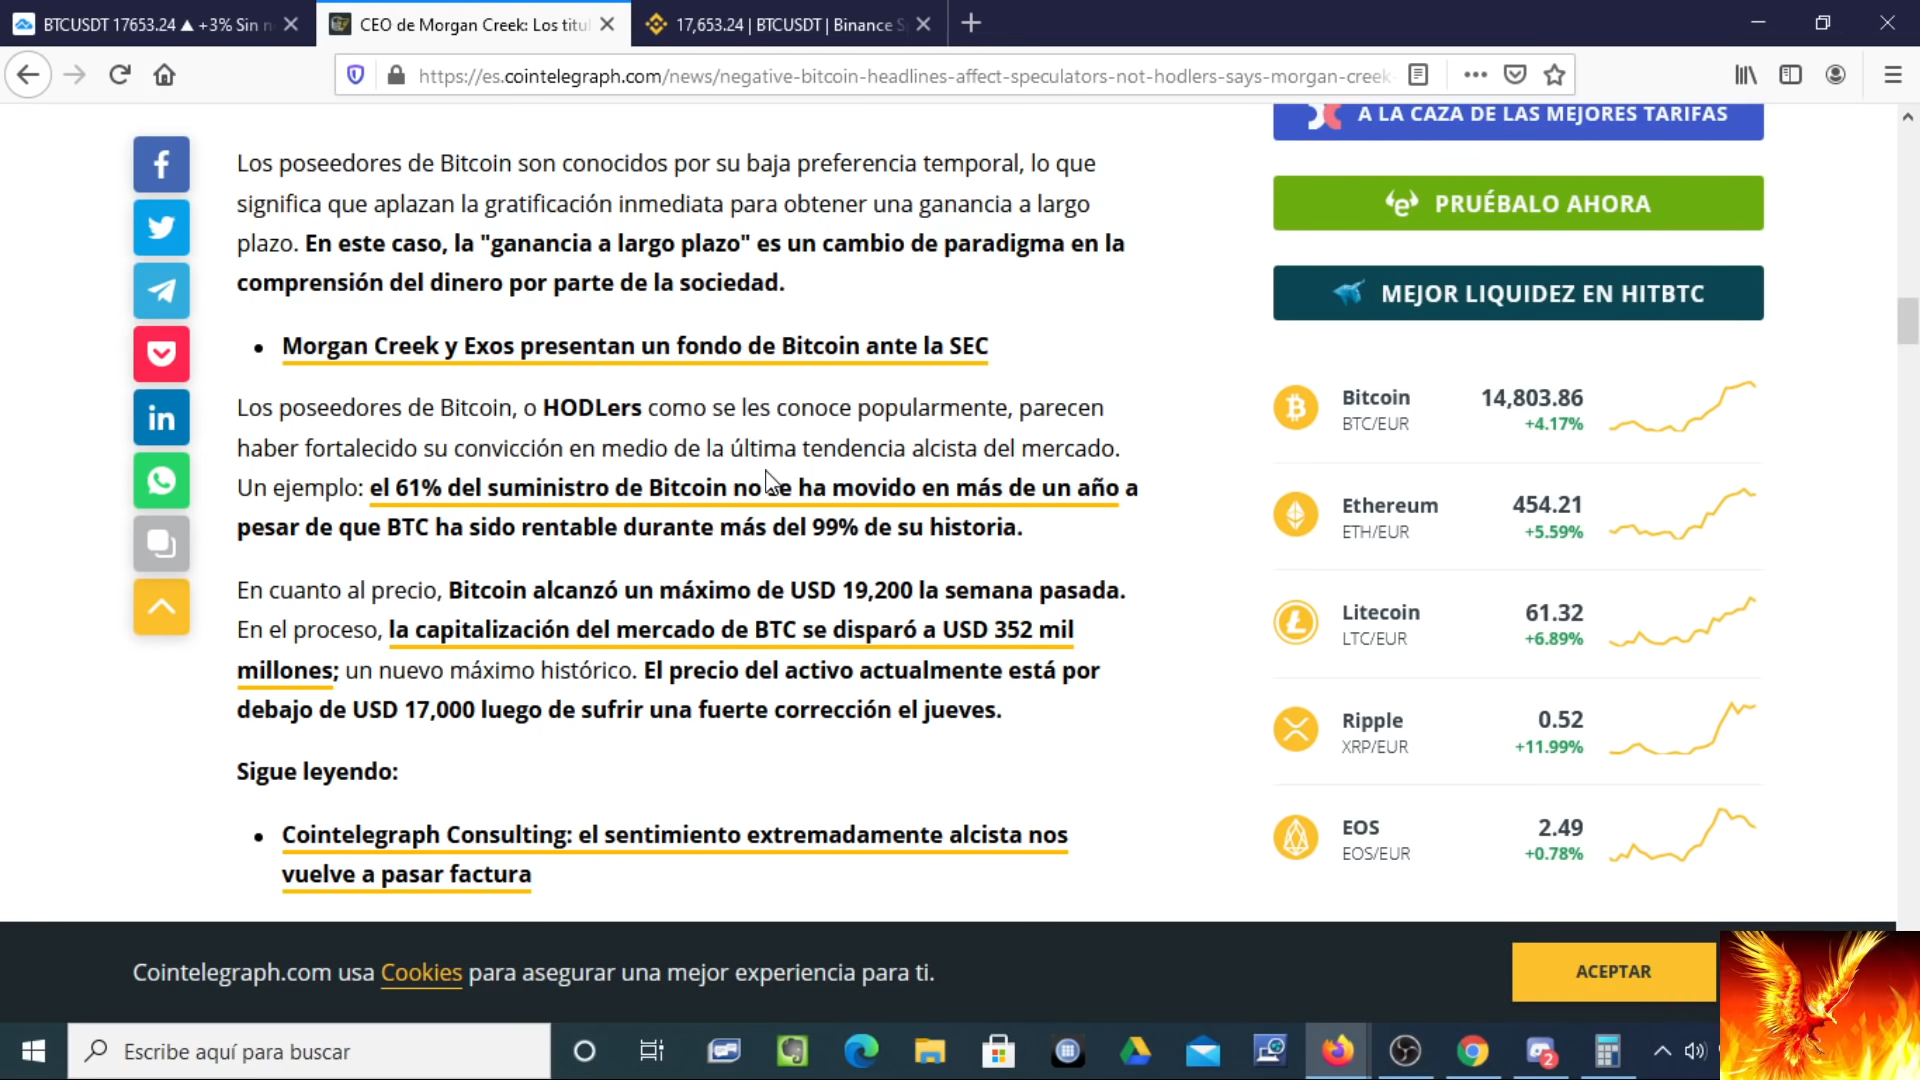 BTCUSDT 17653.24 ▲ +3% Sin n
CEO de Morgan Creek: Los titul
17,653.24 | BTCUSDT | Binance S
https://es.cointelegraph.com/news/negative-bitcoin-headlines-affect-speculators-not-hodlers-says-morgan-creek-
A LA CAZA DE LAS MEJORES TARIFAS
PRUÉBALO AHORA
MEJOR LIQUIDEZ EN HITBTC
Los poseedores de Bitcoin son conocidos por su baja preferencia temporal, lo que
significa que aplazan la gratificación inmediata para obtener una ganancia a largo
plazo. En este caso, la "ganancia a largo plazo" es un cambio de paradigma en la
comprensión del dinero por parte de la sociedad.
• Morgan Creek y Exos presentan un fondo de Bitcoin ante la SEC
Los poseedores de Bitcoin, o HODLers como se les conoce popularmente, parecen
haber fortalecido su convicción en medio de la última tendencia alcista del mercado.
Un ejemplo: el 61% del suministro de Bitcoin no se ha movido en más de un año a
pesar de que BTC ha sido rentable durante más del 99% de su historia.
En cuanto al precio, Bitcoin alcanzó un máximo de USD 19,200 la semana pasada.
En el proceso, la capitalización del mercado de BTC se disparó a USD 352 mil
millones; un nuevo máximo histórico. El precio del activo actualmente está por
debajo de USD 17,000 luego de sufrir una fuerte corrección el jueves.
Sigue leyendo:
• Cointelegraph Consulting: el sentimiento extremadamente alcista nos
vuelve a pasar factura
Bitcoin 14,803.86
BTC/EUR +4.17%
Ethereum 454.21
ETH/EUR +5.59%
Litecoin 61.32
LTC/EUR +6.89%
Ripple 0.52
XRP/EUR +11.99%
EOS 2.49
EOS/EUR +0.78%
Cointelegraph.com usa Cookies para asegurar una mejor experiencia para ti.
ACEPTAR
Escribe aquí para buscar
2